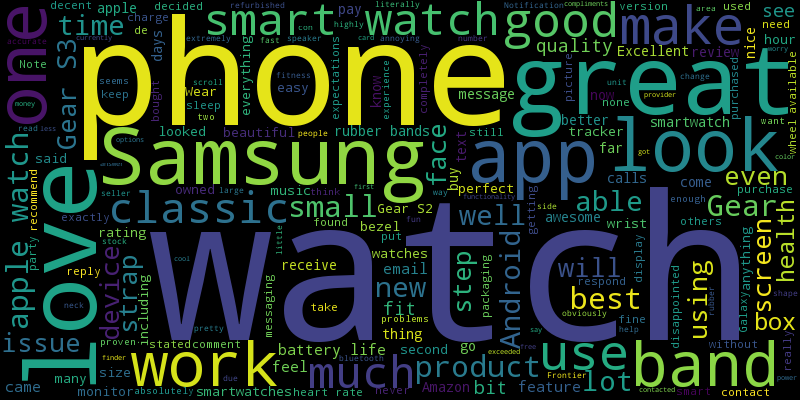 decent
decided
refurbished
literally
Notification
compliments
version
used
see
one
time
apple
charge
smart watch
good
make
con
highly
pay
area
need
hour
Note
accurate
days
de
extremely
fast
speaker
card
annoying
number
quality
Excellent
review
nice
Gear S3
currently
phone
great
everything
expectations
know
completely
experience
message
picture
now
none
unit
change
purchased
worry
seems
keep
Wear
sleep
two
scroll
fitness
easy
bought
money
less
read
options
looked
beautiful
people
rubber bands
still
better
tracker
far
provider
smartwatch
want
got
color
wheel available
said
Samsung
face
text
app
look
apple watch
party
recommend
love
seller
owned
large
music
think
first
buy
perfect
way
functionality
calls
come
enough
even
purchase
exactly
classic
small
Gear S2
well
getting
awesome
side
able
wrist
others
Gear
screen
health
rating
stock
found
bezel
put
watches
device
strap
including
little
receive
email
new
step
packaging
Android
will
respond
display
using
disappointed
Galaxy
anything
reply
neck
cool
watch
messaging
take
problems
fit
thing
obviously
best
fine
help
rubber
shape
box
issue
proven
stated
comment
pretty
battery life
second
go
say
use
band
without
really
came
many
size
finder
work
feel
much
bluetooth
exceeded
product
free
Frontier
lot
monitor
absolutely
smartwatches
due
heart rate
never
Amazon
bit
feature
contacted
smart
contact
power